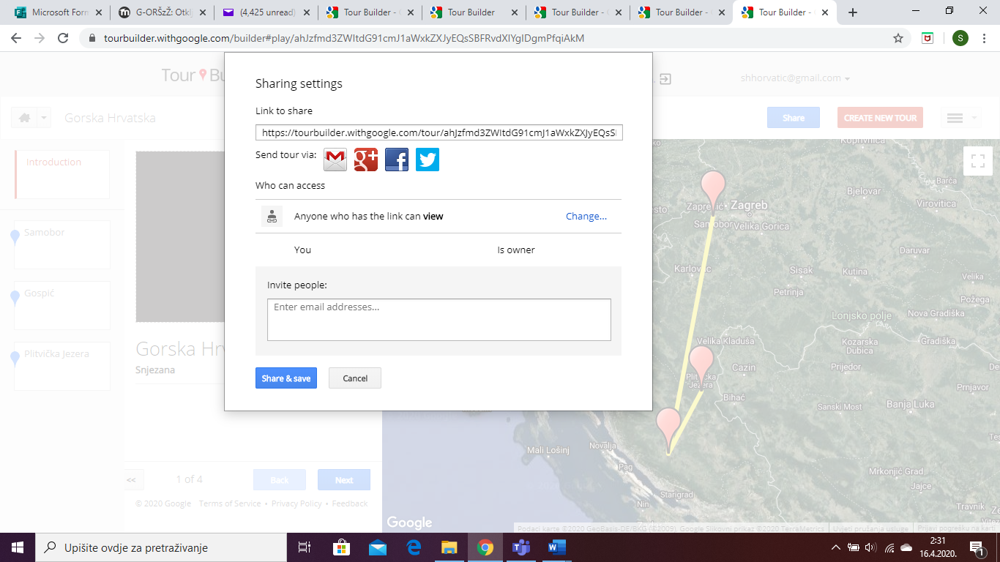 Microsoft Forn
G-ORŠzŽ: Otklj
(4,425 unread)
Tour Builder -
Tour Builder
Tour Builder -
Tour Builder -
Tour Builder -
tourbuilder.withgoogle.com/builder#play/ahJzfmd3ZWItdG91cmJ1aWxkZXJyEQsSBFRvdXIYgIDgmPfqiAkM
S
Tour Bu
shhorvatic@gmail.com
Gorska Hrvatska
Share
CREATE NEW TOUR
Sharing settings
Link to share
https://tourbuilder.withgoogle.com/tour/ahJzfmd3ZWItdG91cmJ1aWxkZXJyEQsSl
Send tour via:
Who can access
Anyone who has the link can view
Change...
You
Is owner
Invite people:
Enter email addresses...
Share & save
Cancel
Introduction
Samobor
Gospić
Plitvička Jezera
Gorska Hrv
Snjezana
<<
1 of 4
Back
Next
© 2020 Google
Terms of Service • Privacy Policy • Feedback
Koprivnica
Barča
Bjelovar
Virovitica
Zaprešić
Zagreb
Samobor
Velika Gorica
Daruvar
Karlovac
Sisak
Kutina
Velika
Petrinja
Požega
Nova Gradiška
Lonjsko polje
Velika Kladuša
Kozarska
Dubica
Gradiška
Cazin
Prijedor
Plitvička
Jezera
Bihać
Prnjavor
Sanski Most
Banja Luka
Mali Lošinj
Novalja
Pag
Mrkonjić Grad
Jajce
Starigrad
Nin
Travnik
Zadar
Google
Podaci karte ©2020 GeoBasis-DE/BKG (©2009), Google Slikovni prikaz ©2020 TerraMetrics
Uvjeti pružanja usluge
Prijavi pogrešku na karti
Upišite ovdje za pretraživanje
2:31
16.4.2020.
1